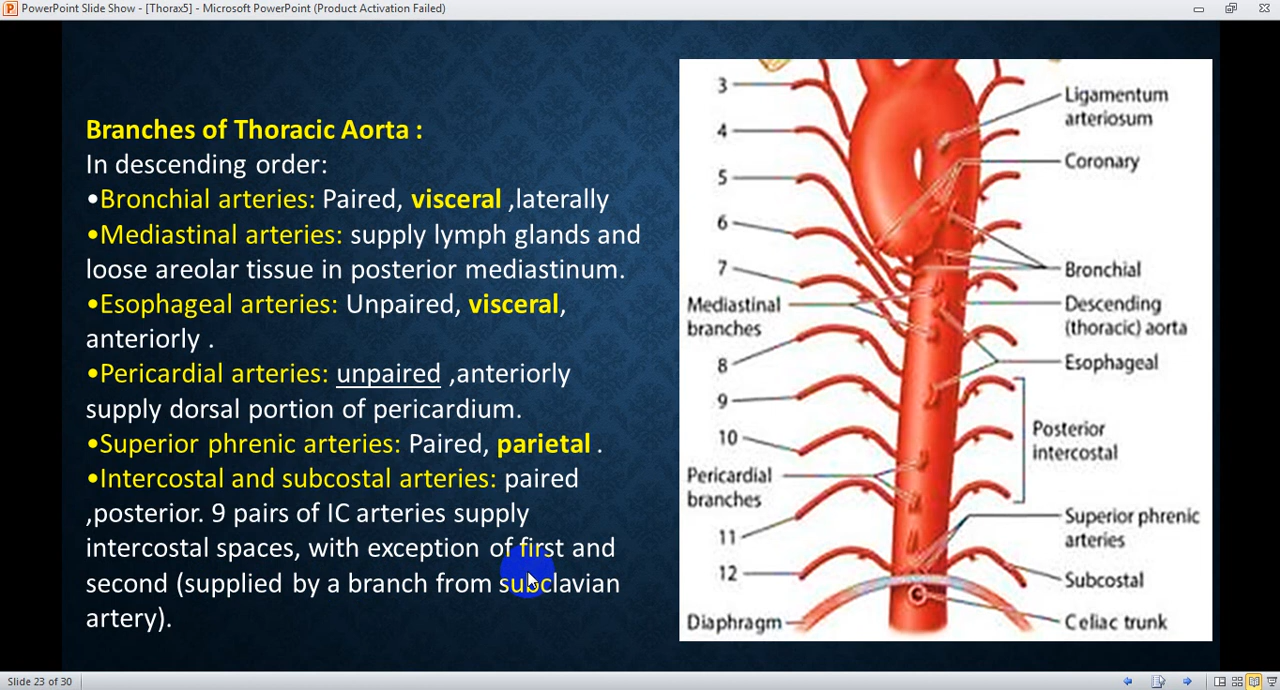 PowerPoint Slide Show - [Thorax5] - Microsoft PowerPoint (Product Activation Failed)
Branches of Thoracic Aorta :
In descending order:
•Bronchial arteries: Paired, visceral ,laterally
•Mediastinal arteries: supply lymph glands and
loose areolar tissue in posterior mediastinum.
•Esophageal arteries: Unpaired, visceral,
anteriorly .
•Pericardial arteries: unpaired ,anteriorly
supply dorsal portion of pericardium.
•Superior phrenic arteries: Paired, parietal .
•Intercostal and subcostal arteries: paired
,posterior. 9 pairs of IC arteries supply
intercostal spaces, with exception of first and
second (supplied by a branch from subclavian
artery).
3
4
5
6
7
Mediastinal
branches
8
9
10
Pericardial
branches
11
12
Diaphragm
Ligamentum
arteriosum
Coronary
Bronchial
Descending
(thoracic) aorta
Esophageal
Posterior
intercostal
Superior phrenic
arteries
Subcostal
Celiac trunk
Slide 23 of 30